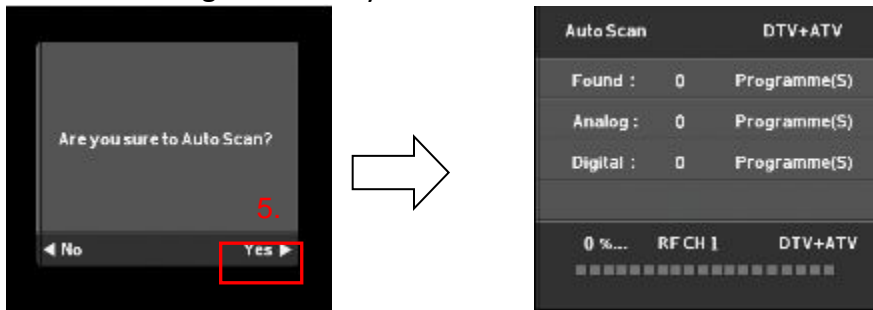 Are you sure to Auto Scan?
5.
◀ No Yes ▶
Auto Scan DTV+ATV
Found : 0 Programme(S)
Analog : 0 Programme(S)
Digital : 0 Programme(S)
0 %... RF CH 1 DTV+ATV